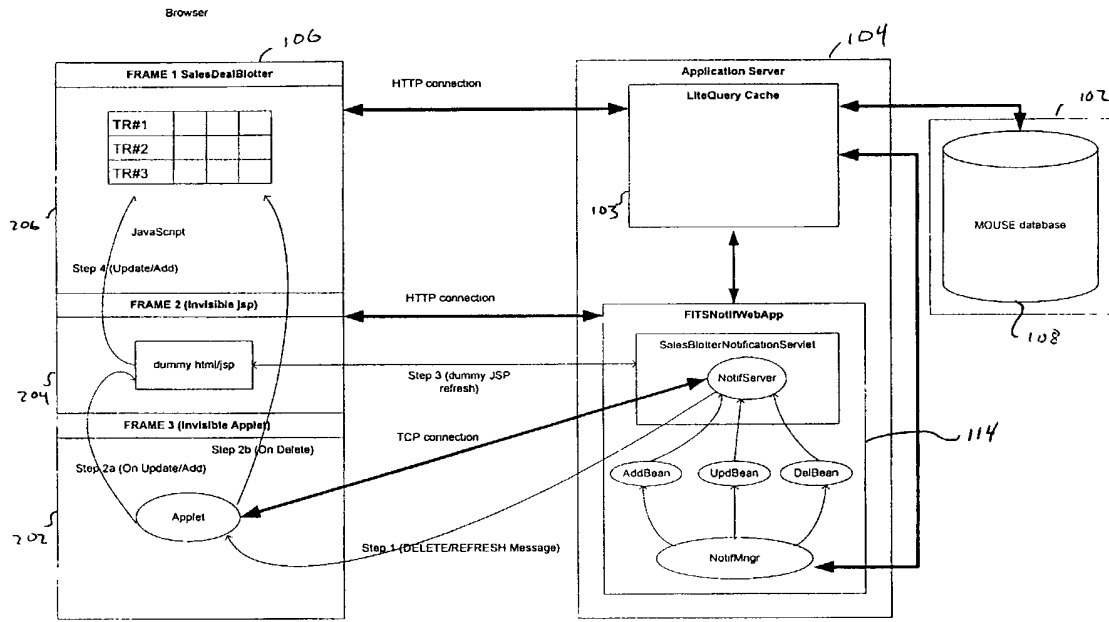 Browser
106
FRAME 1 SalesDealBlotter
TR#1
TR#2
TR#3
206
JavaScript
Step 4 (Update/Add)
FRAME 2 (Invisible jsp)
dummy html/jsp
204
FRAME 3 (Invisible Applet)
Step 2b (On Delete)
Step 2a (On Update/Add)
Applet
202
HTTP connection
HTTP connection
Step 3 (dummy JSP
refresh)
TCP connection
Step 1 (DELETE/REFRESH Message)
104
Application Server
LiteQuery Cache
103
FITSNotifWebApp
SalesBlotterNotificationServlet
NotifServer
AddBean
UpdBean
DelBean
NotifMngr
114
102
MOUSE database
108